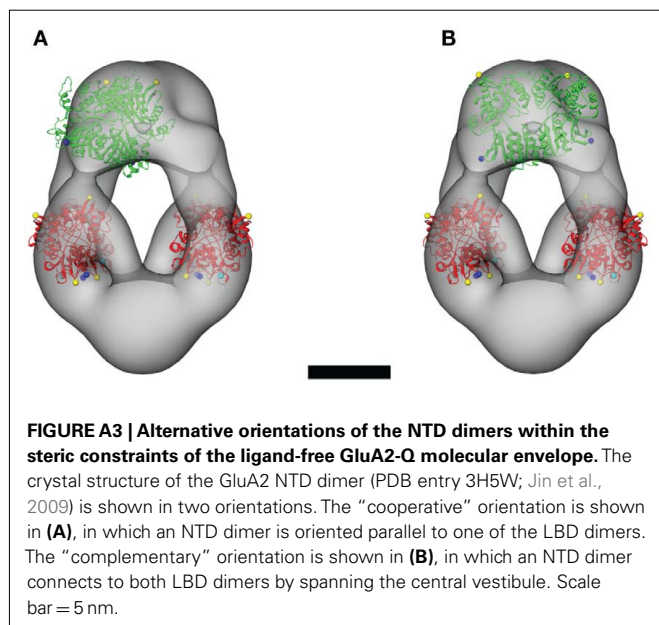 A
B
FIGURE A3 | Alternative orientations of the NTD dimers within the
steric constraints of the ligand-free GluA2-Q molecular envelope. The
crystal structure of the GluA2 NTD dimer (PDB entry 3H5W; Jin et al.,
2009) is shown in two orientations. The “cooperative” orientation is shown
in (A), in which an NTD dimer is oriented parallel to one of the LBD dimers.
The “complementary” orientation is shown in (B), in which an NTD dimer
connects to both LBD dimers by spanning the central vestibule. Scale
bar = 5 nm.